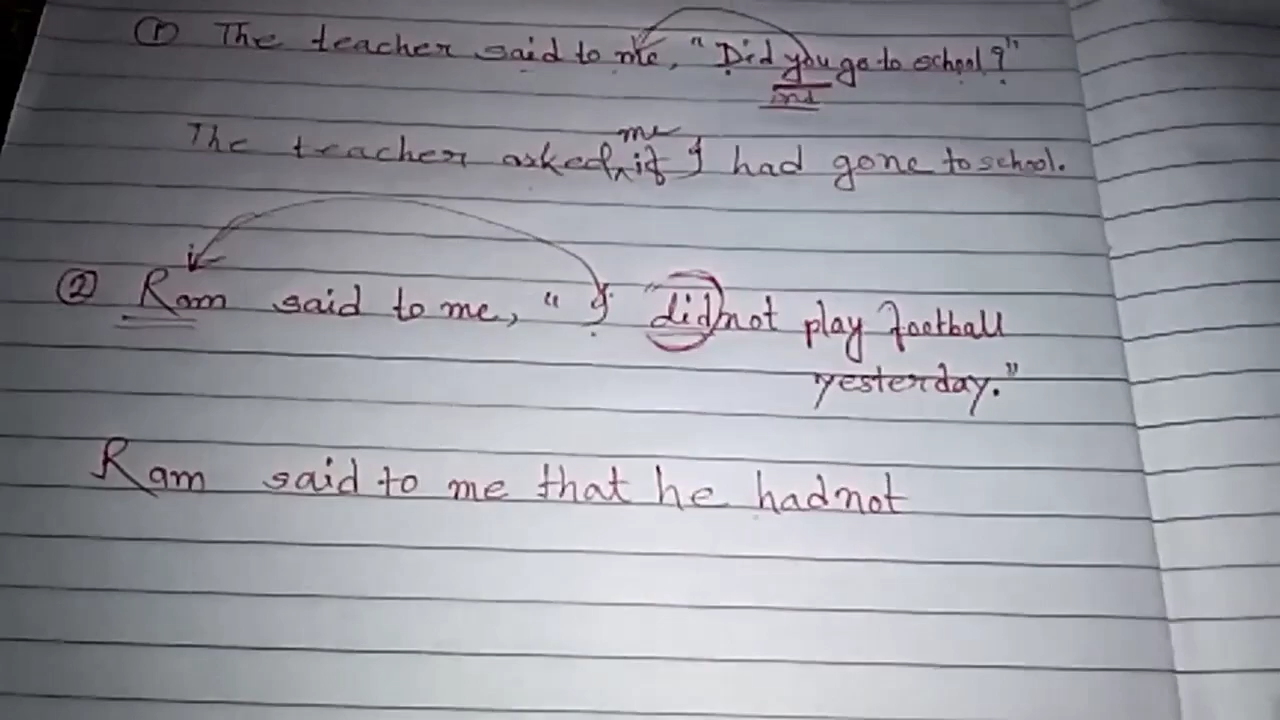 ① The teacher said to me, "Did you go to school?"
2nd
me
The teacher asked ‸ if I had gone to school.
② Ram said to me, "I did not play football
yesterday."
Ram said to me that he had not